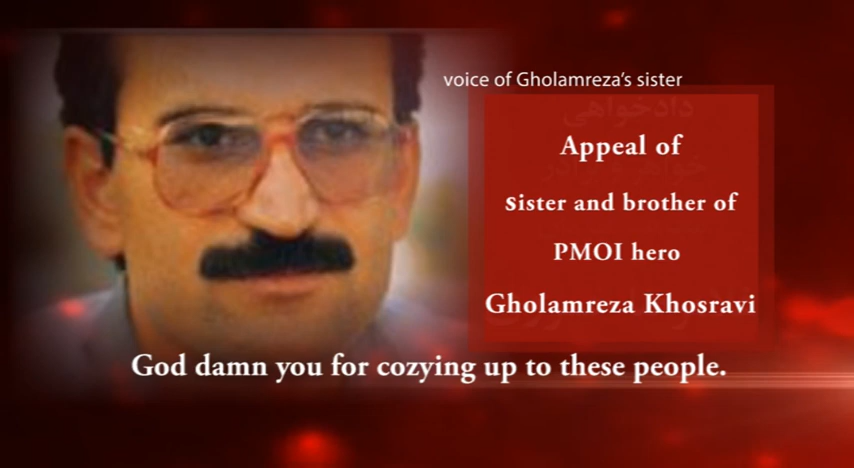 voice of Gholamreza's sister
دادخواهی
Appeal of
sister and brother of
PMOI hero
Gholamreza Khosravi
God damn you for cozying up to these people.